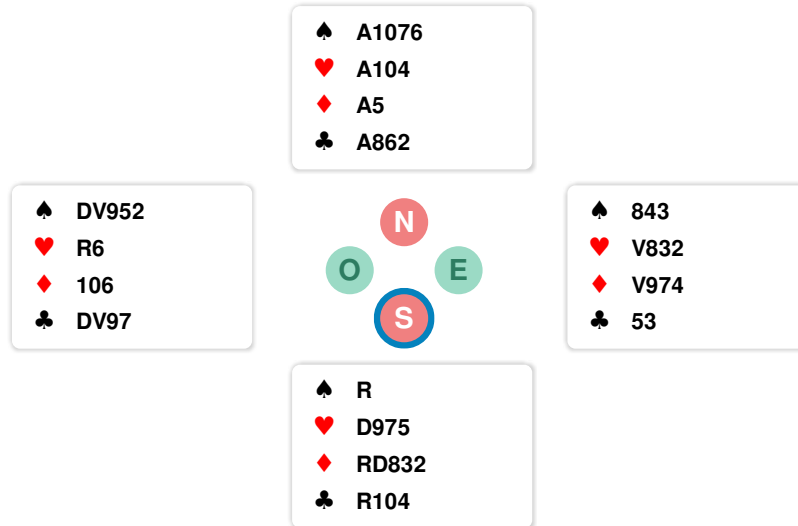 ♠ A1076
♥ A104
♦ A5
♣ A862
♠ DV952
♥ R6
♦ 106
♣ DV97
N
O E
S
♠ 843
♥ V832
♦ V974
♣ 53
♠ R
♥ D975
♦ RD832
♣ R104